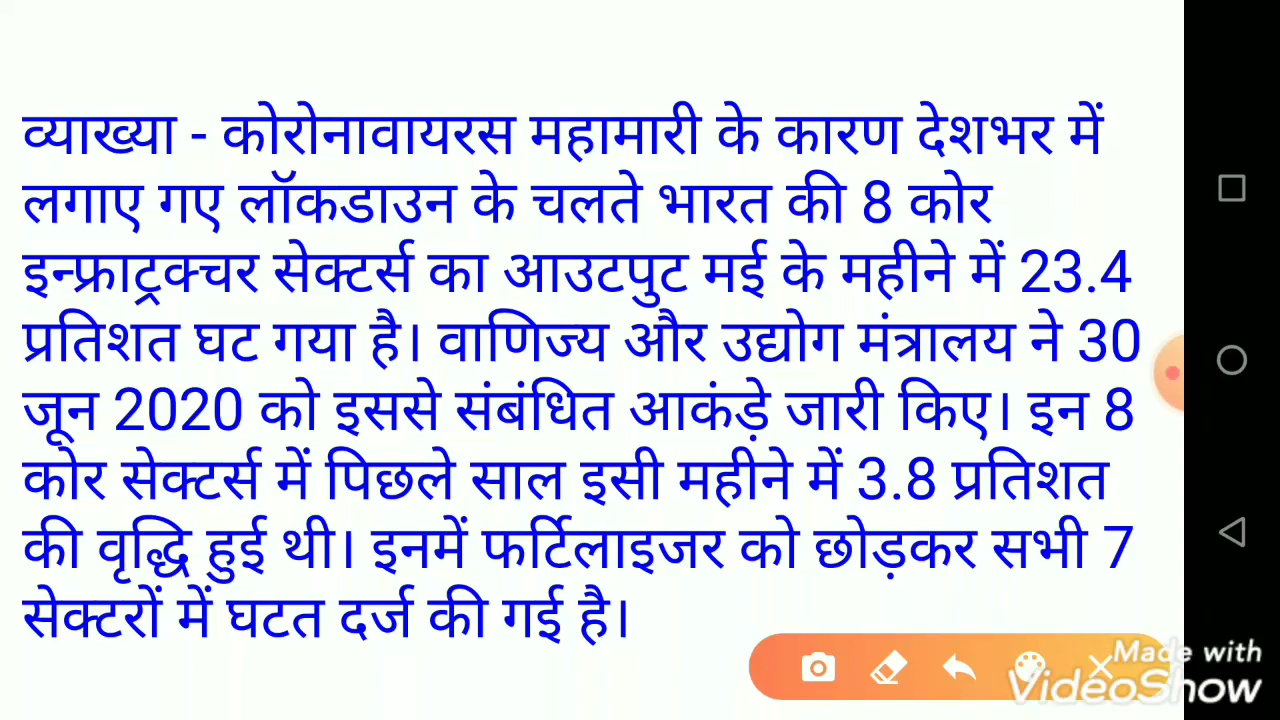 व्याख्या - कोरोनावायरस महामारी के कारण देशभर में
लगाए गए लॉकडाउन के चलते भारत की 8 कोर
इन्फ्राट्रक्चर सेक्टर्स का आउटपुट मई के महीने में 23.4
प्रतिशत घट गया है। वाणिज्य और उद्योग मंत्रालय ने 30
जून 2020 को इससे संबंधित आकंड़े जारी किए। इन 8
कोर सेक्टर्स में पिछले साल इसी महीने में 3.8 प्रतिशत
की वृद्धि हुई थी। इनमें फर्टिलाइजर को छोड़कर सभी 7
सेक्टरों में घटत दर्ज की गई है।
Made with
VideoShow